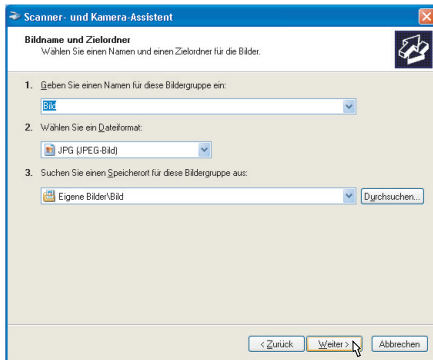 Scanner- und Kamera-Assistent
Bildname und Zielordner
Wählen Sie einen Namen und einen Zielordner für die Bilder.
1. Geben Sie einen Namen für diese Bildergruppe ein:
Bild
2. Wählen Sie ein Dateiformat:
JPG (JPEG-Bild)
3. Suchen Sie einen Speicherort für diese Bildergruppe aus:
Eigene Bilder\Bild Durchsuchen...
< Zurück Weiter > Abbrechen